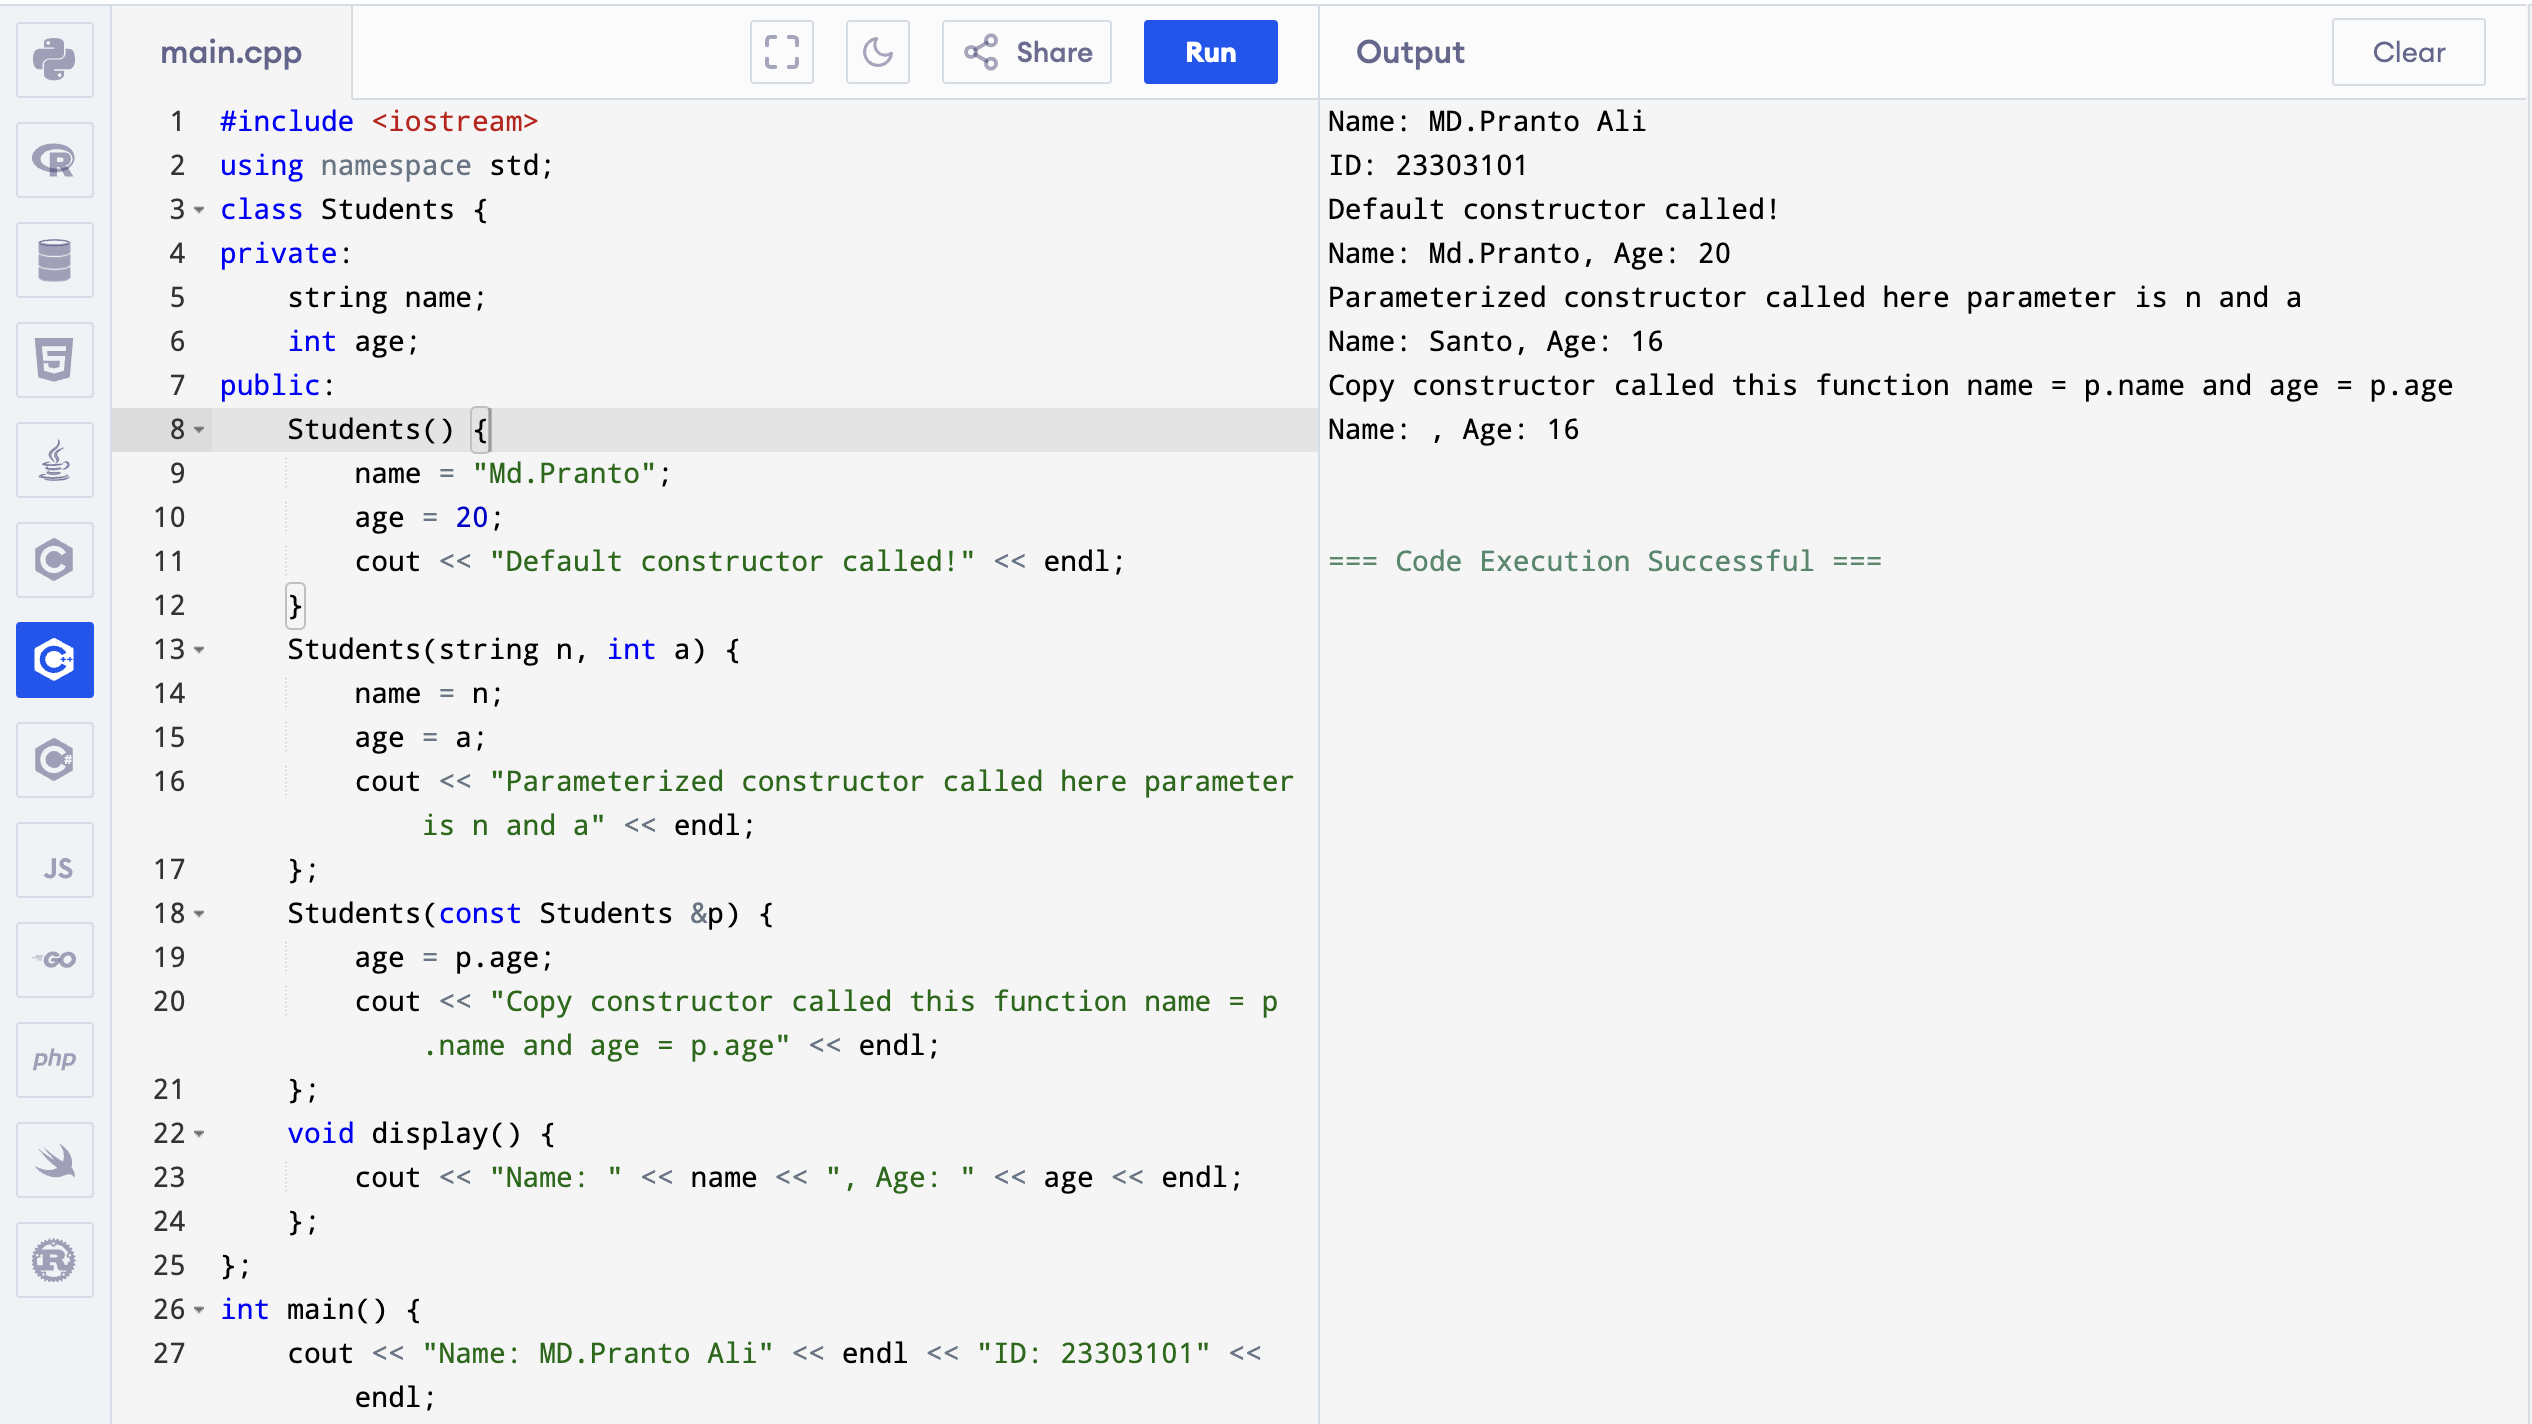 main.cpp
Share
Run
Output
Clear
1 #include <iostream>
2 using namespace std;
3 class Students {
4 private:
5     string name;
6     int age;
7 public:
8     Students() {
9         name = "Md.Pranto";
10         age = 20;
11         cout << "Default constructor called!" << endl;
12     }
13     Students(string n, int a) {
14         name = n;
15         age = a;
16         cout << "Parameterized constructor called here parameter
is n and a" << endl;
17     };
18     Students(const Students &p) {
19         age = p.age;
20         cout << "Copy constructor called this function name = p
.name and age = p.age" << endl;
21     };
22     void display() {
23         cout << "Name: " << name << ", Age: " << age << endl;
24     };
25 };
26 int main() {
27     cout << "Name: MD.Pranto Ali" << endl << "ID: 23303101" <<
endl;
Name: MD.Pranto Ali
ID: 23303101
Default constructor called!
Name: Md.Pranto, Age: 20
Parameterized constructor called here parameter is n and a
Name: Santo, Age: 16
Copy constructor called this function name = p.name and age = p.age
Name: , Age: 16
=== Code Execution Successful ===
R
5
C
C++
C#
JS
GO
php
R